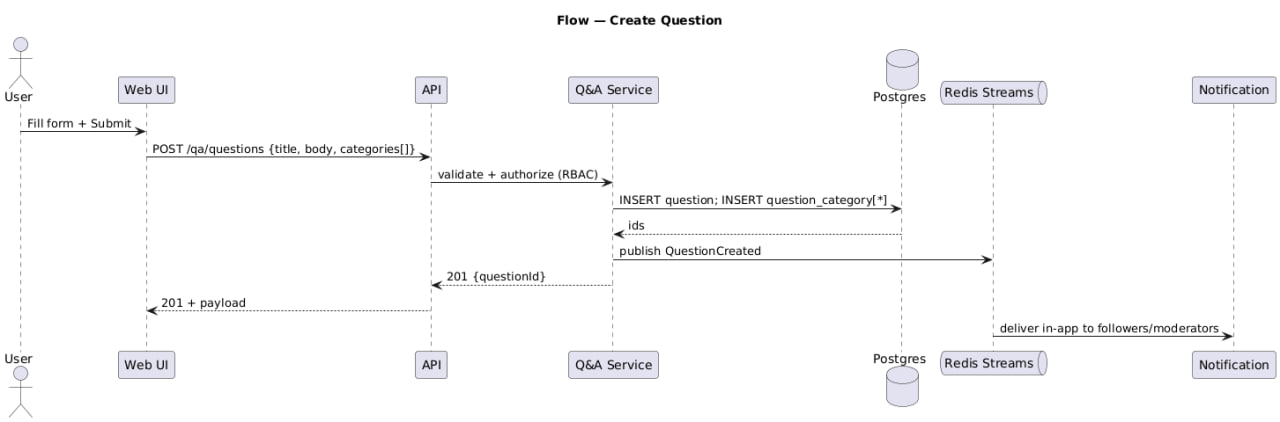 Flow — Create Question
User
Web UI
API
Q&A Service
Postgres
Redis Streams
Notification
Fill form + Submit
POST /qa/questions {title, body, categories[]}
validate + authorize (RBAC)
INSERT question; INSERT question_category[*]
ids
publish QuestionCreated
201 {questionId}
201 + payload
deliver in-app to followers/moderators
User
Web UI
API
Q&A Service
Postgres
Redis Streams
Notification